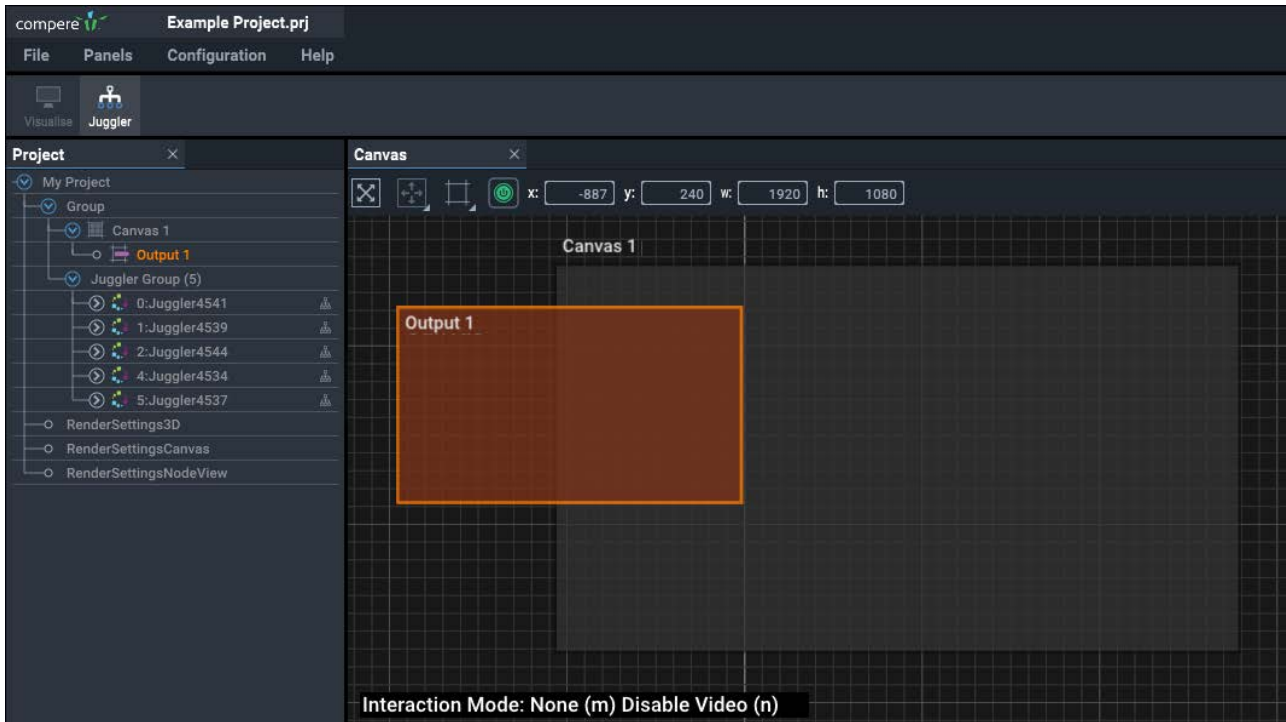 compere
Example Project.prj
File Panels Configuration Help
Visualise Juggler
Project
My Project
Group
Canvas 1
Output 1
Juggler Group (5)
0:Juggler4541
1:Juggler4539
2:Juggler4544
4:Juggler4534
5:Juggler4537
RenderSettings3D
RenderSettingsCanvas
RenderSettingsNodeView
Canvas
x: -887 y: 240 w: 1920 h: 1080
Canvas 1
Output 1
Interaction Mode: None (m) Disable Video (n)